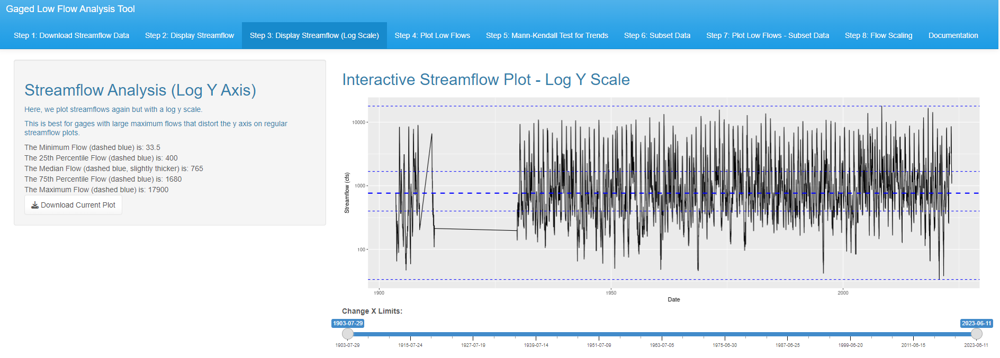 Gaged Low Flow Analysis Tool
Step 1: Download Streamflow Data
Step 2: Display Streamflow
Step 3: Display Streamflow (Log Scale)
Step 4: Plot Low Flows
Step 5: Mann-Kendall Test for Trends
Step 6: Subset Data
Step 7: Plot Low Flows - Subset Data
Step 8: Flow Scaling
Documentation
Streamflow Analysis (Log Y Axis)
Here, we plot streamflows again but with a log y scale.
This is best for gages with large maximum flows that distort the y axis on regular
streamflow plots.
The Minimum Flow (dashed blue) is: 33.5
The 25th Percentile Flow (dashed blue) is: 400
The Median Flow (dashed blue, slightly thicker) is: 765
The 75th Percentile Flow (dashed blue) is: 1680
The Maximum Flow (dashed blue) is: 17900
Download Current Plot
Interactive Streamflow Plot - Log Y Scale
Streamflow (cfs)
10000
1000
100
1900
1950
2000
Date
Change X Limits:
1903-07-29
2023-06-11
1903-07-29
1915-07-24
1927-07-19
1939-07-14
1951-07-09
1963-07-05
1975-06-30
1987-06-25
1999-06-20
2011-06-15
2023-06-11